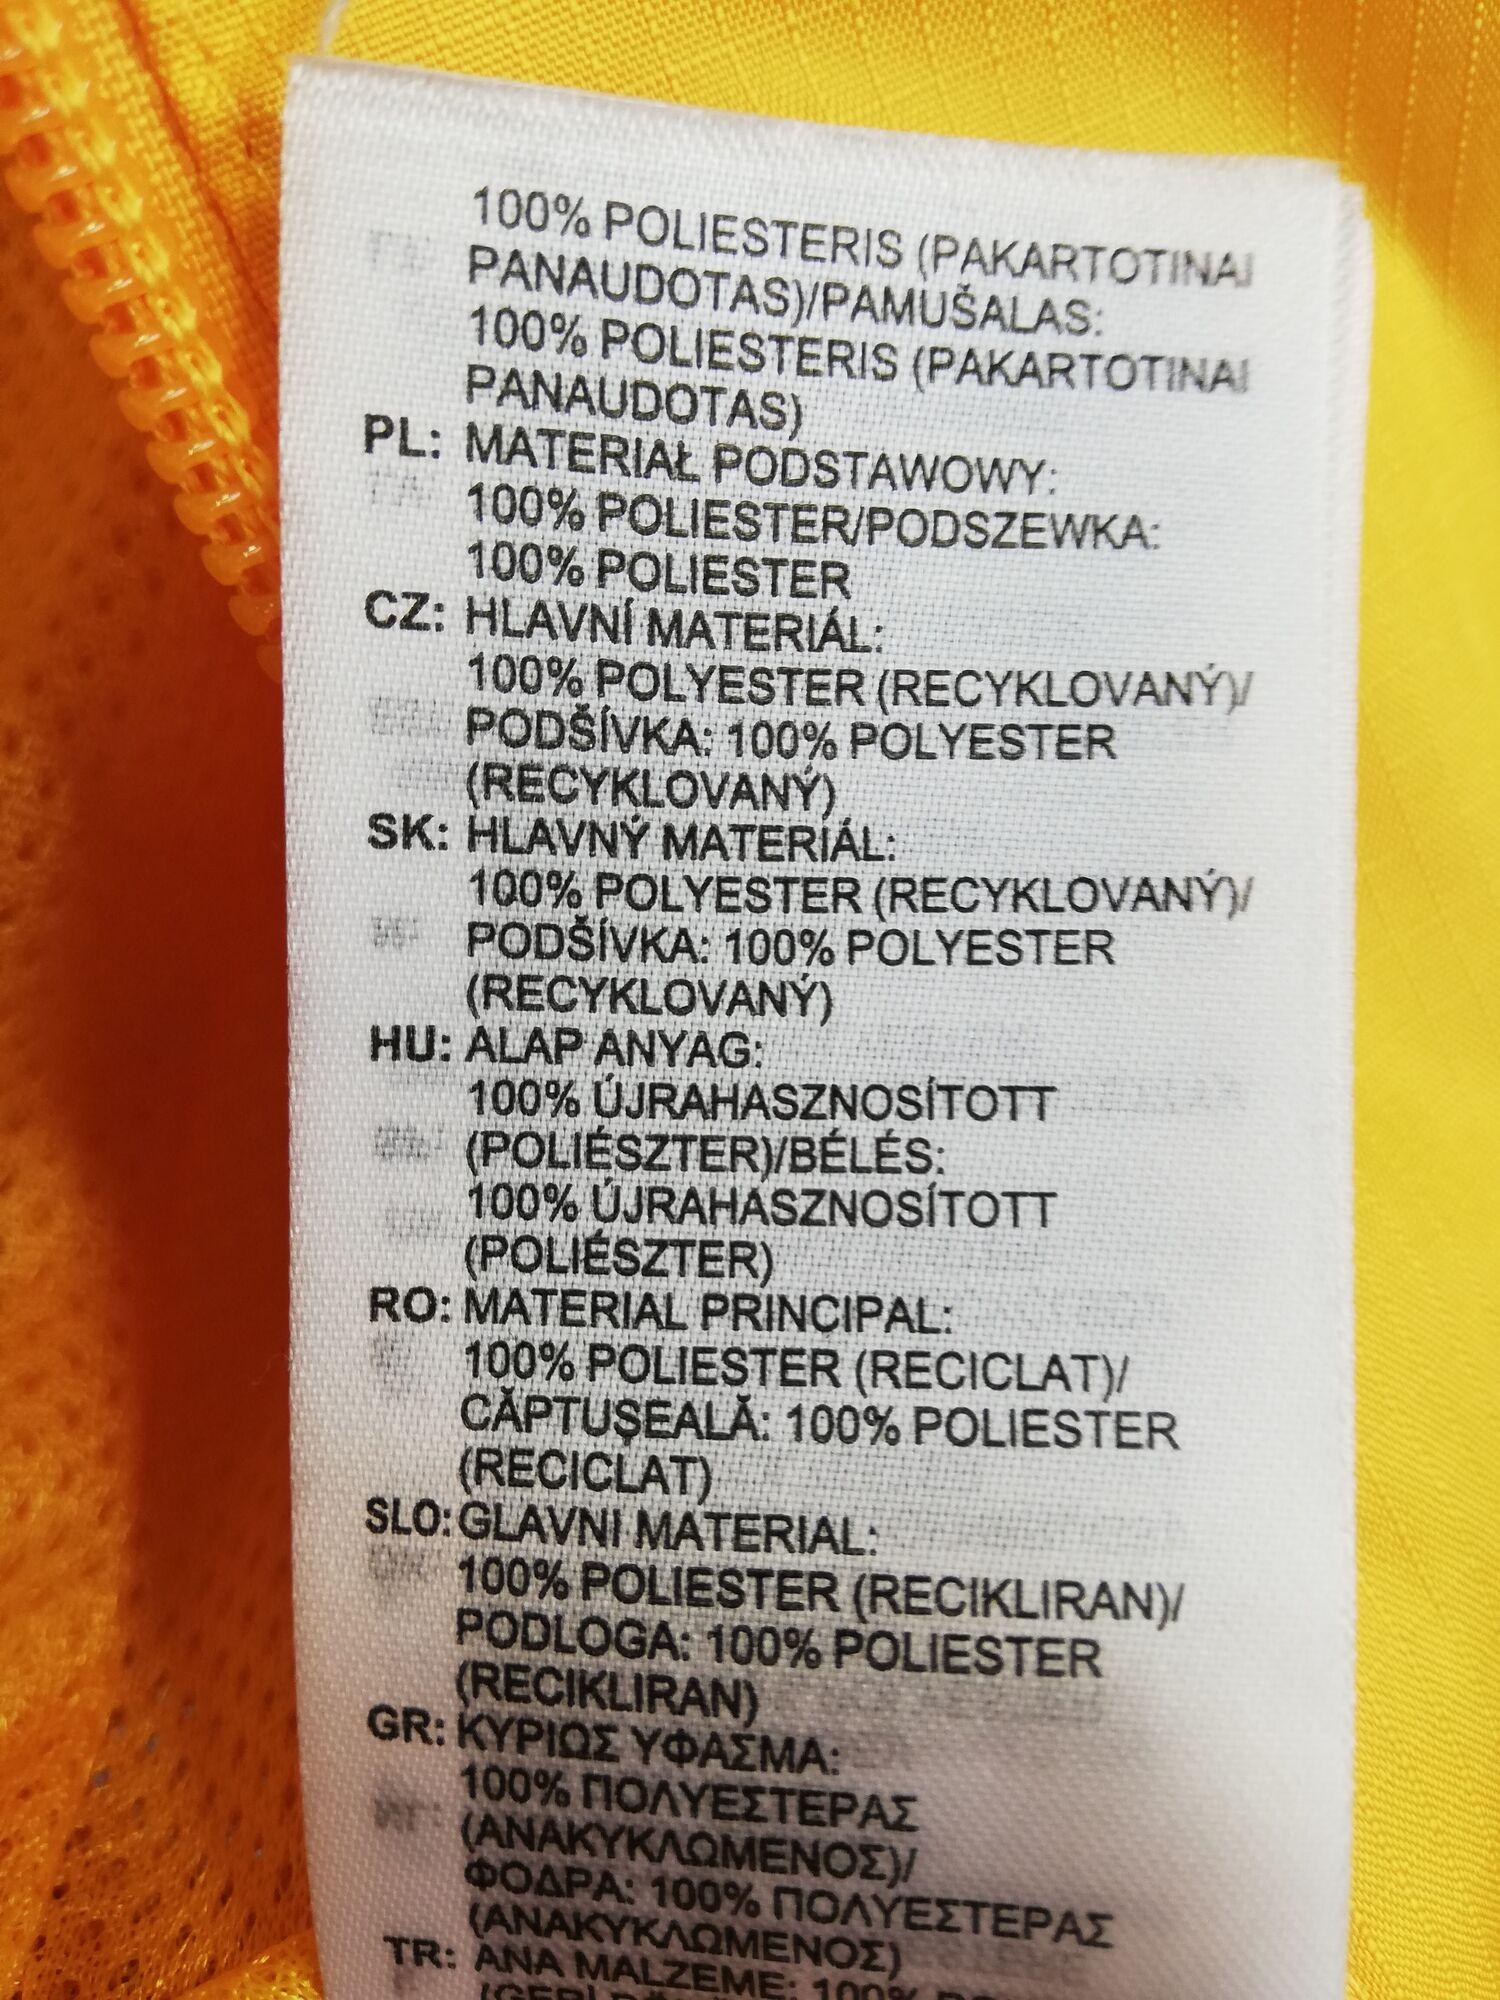 100% POLIESTERIS (PAKARTOTINAI
PANAUDOTAS)/PAMUŠALAS:
100% POLIESTERIS (PAKARTOTINAI
PANAUDOTAS)
PL: MATERIAŁ PODSTAWOWY:
100% POLIESTER/PODSZEWKA:
100% POLIESTER
CZ: HLAVNÍ MATERIÁL:
100% POLYESTER (RECYKLOVANÝ)/
PODŠÍVKA: 100% POLYESTER
(RECYKLOVANÝ)
SK: HLAVNÝ MATERIÁL:
100% POLYESTER (RECYKLOVANÝ)/
PODŠÍVKA: 100% POLYESTER
(RECYKLOVANÝ)
HU: ALAP ANYAG:
100% ÚJRAHASZNOSÍTOTT
(POLIÉSZTER)/BÉLÉS:
100% ÚJRAHASZNOSÍTOTT
(POLIÉSZTER)
RO: MATERIAL PRINCIPAL:
100% POLIESTER (RECICLAT)/
CĂPTUŞEALĂ: 100% POLIESTER
(RECICLAT)
SLO: GLAVNI MATERIAL:
100% POLIESTER (RECIKLIRAN)/
PODLOGA: 100% POLIESTER
(RECIKLIRAN)
GR: ΚΥΡΙΩΣ ΥΦΑΣΜΑ:
100% ΠΟΛΥΕΣΤΕΡΑΣ
(ΑΝΑΚΥΚΛΩΜΕΝΟΣ)/
ΦΟΔΡΑ: 100% ΠΟΛΥΕΣΤΕΡΑΣ
(ΑΝΑΚΥΚΛΩΜΕΝΟΣ)
TR: ANA MALZEME: 100%